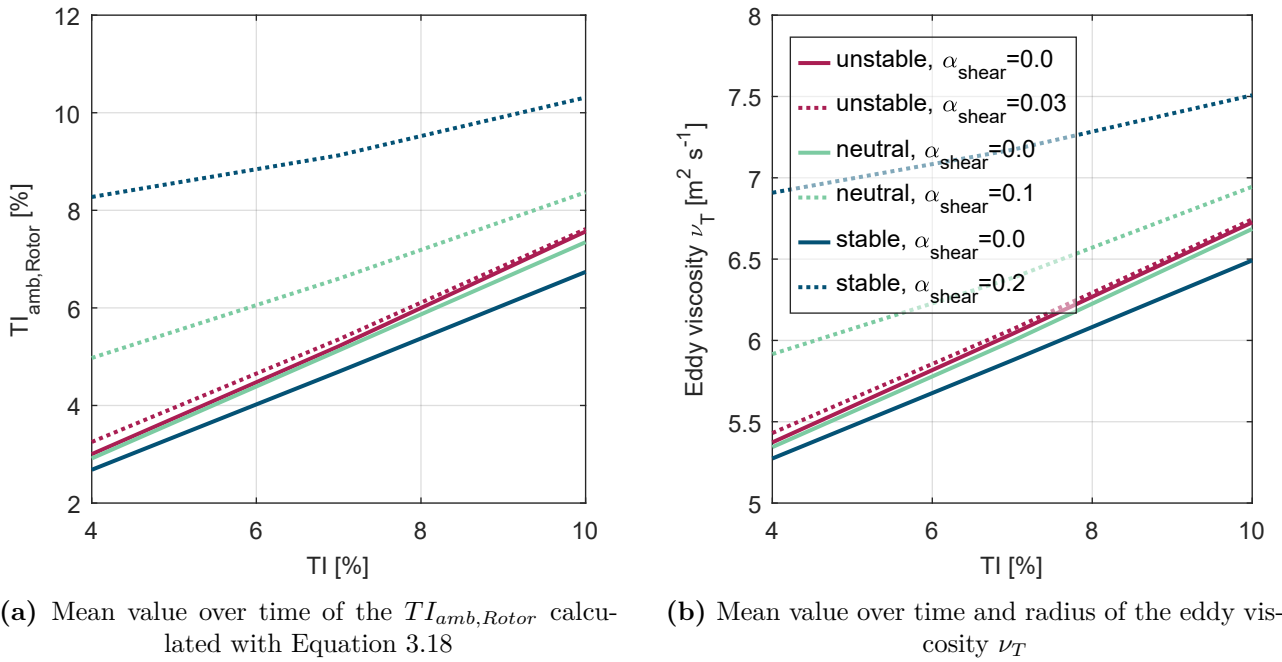 12
10
8
6
4
2
TI_amb,Rotor [%]
4
6
8
10
TI [%]
8
7.5
7
6.5
6
5.5
5
Eddy viscosity ν_T [m² s⁻¹]
unstable, α_shear=0.0
unstable, α_shear=0.03
neutral, α_shear=0.0
neutral, α_shear=0.1
stable, α_shear=0.0
stable, α_shear=0.2
4
6
8
10
TI [%]
(a) Mean value over time of the TI_amb,Rotor calcu-
lated with Equation 3.18
(b) Mean value over time and radius of the eddy vis-
cosity ν_T